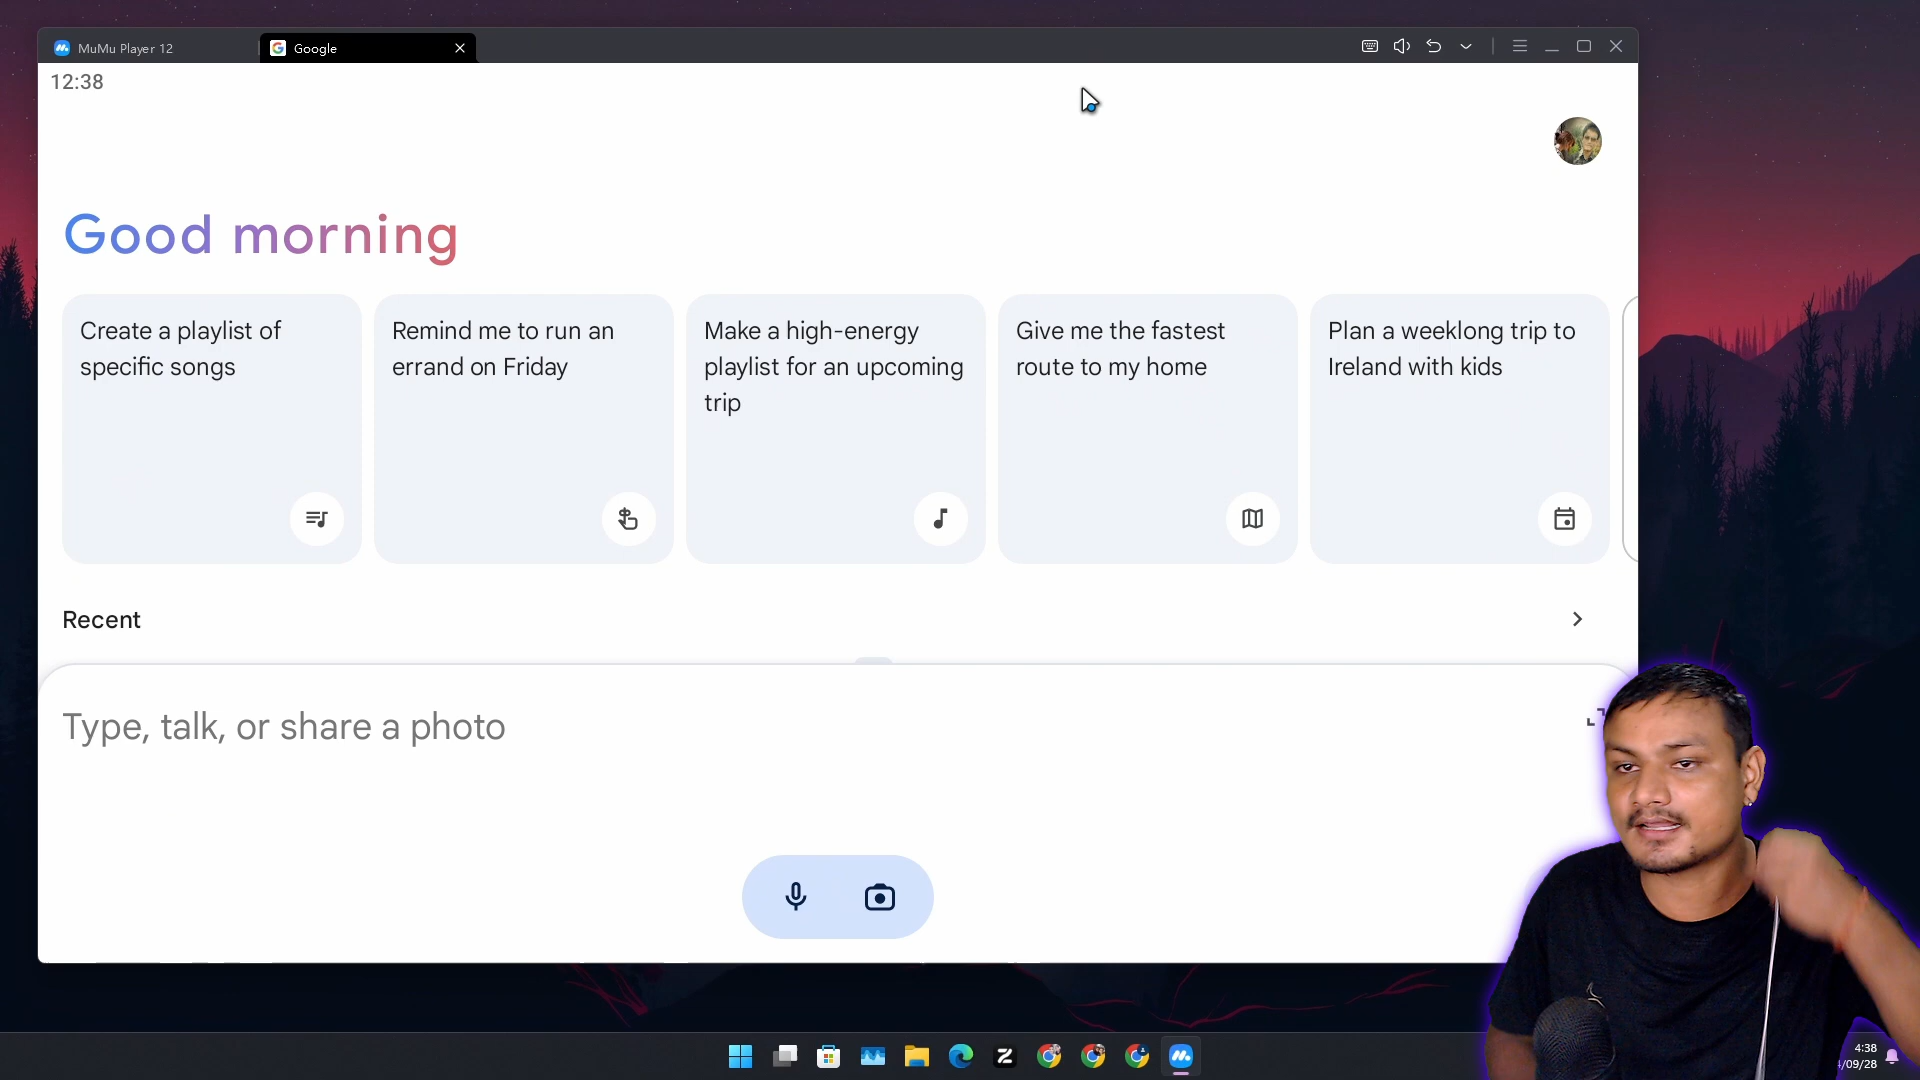 MuMu Player 12
Google
12:38
Good morning
Create a playlist of
specific songs
Remind me to run an
errand on Friday
Make a high-energy
playlist for an upcoming
trip
Give me the fastest
route to my home
Plan a weeklong trip to
Ireland with kids
Recent
Type, talk, or share a photo
4:38
/09/28